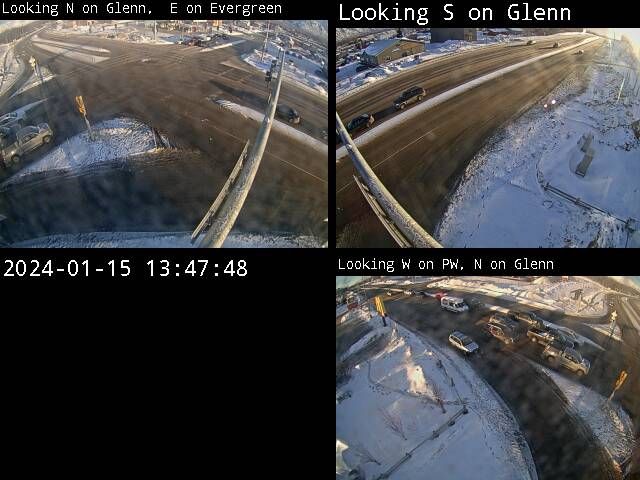 Looking N on Glenn,  E on Evergreen
Looking S on Glenn
2024-01-15 13:47:48
Looking W on PW, N on Glenn